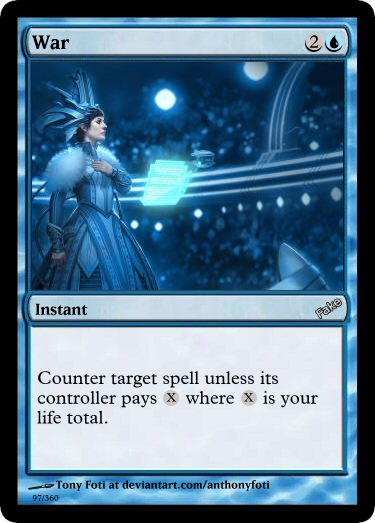 War 2
Instant Fake
Counter target spell unless its
controller pays X where X is your
life total.
Tony Foti at deviantart.com/anthonyfoti
97/360